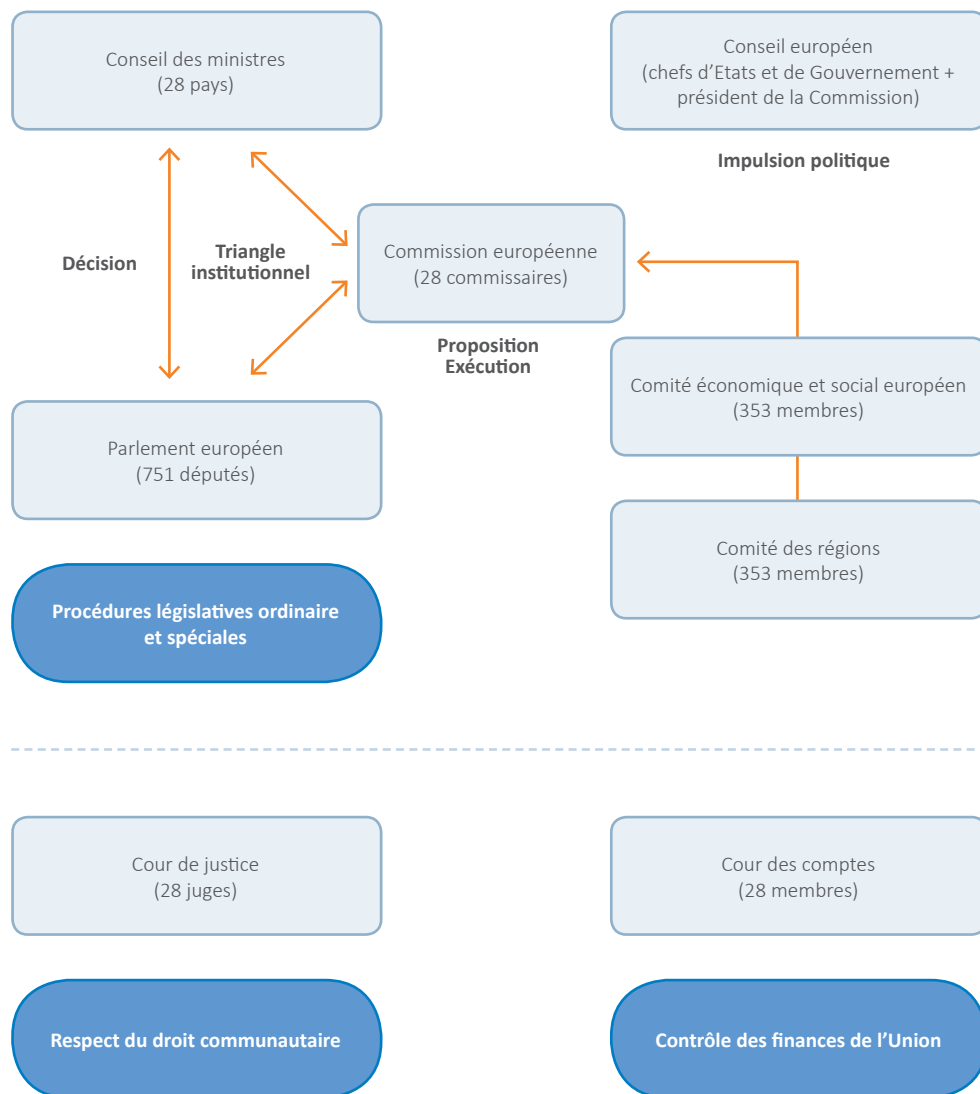 Conseil des ministres
(28 pays)
Conseil européen
(chefs d'Etats et de Gouvernement +
président de la Commission)
Impulsion politique
Décision
Triangle
institutionnel
Commission européenne
(28 commissaires)
Proposition
Exécution
Comité économique et social européen
(353 membres)
Parlement européen
(751 députés)
Comité des régions
(353 membres)
Procédures législatives ordinaire
et spéciales
Cour de justice
(28 juges)
Cour des comptes
(28 membres)
Respect du droit communautaire
Contrôle des finances de l'Union